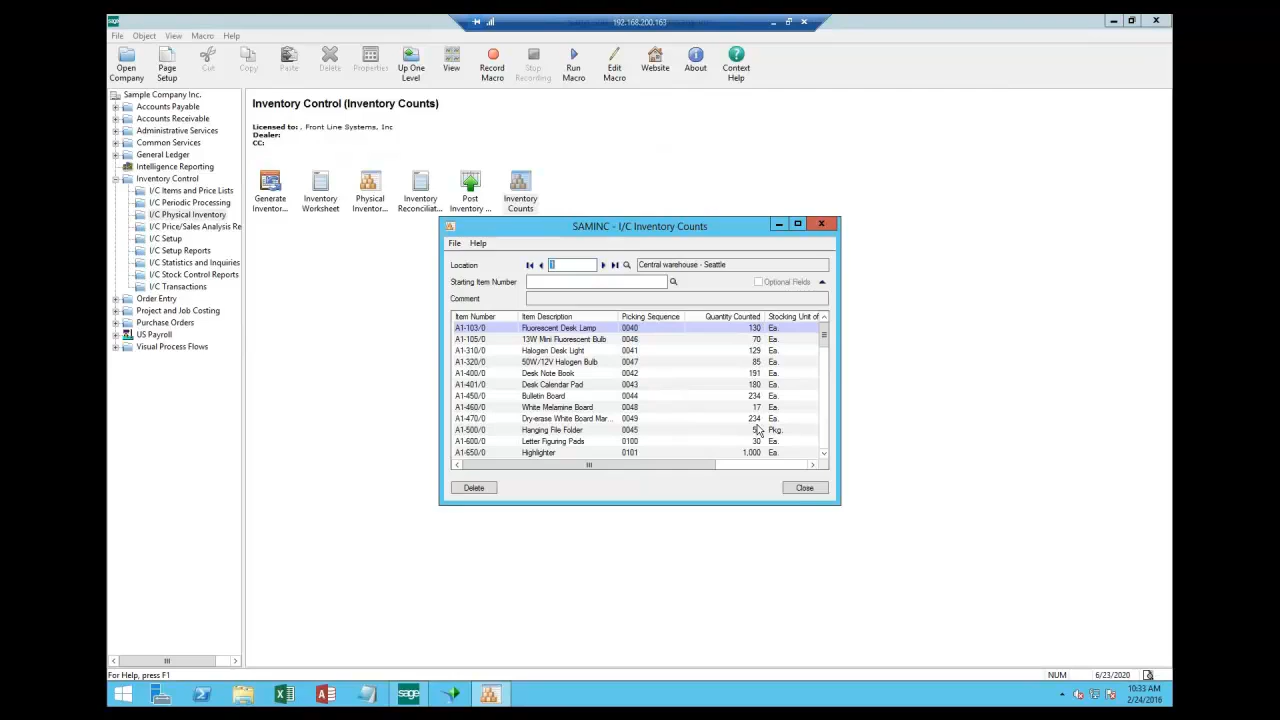 sage
192.168.200.163
File Object View Macro Help
Open Company
Page Setup
Cut
Copy
Paste
Delete
Properties
Up One Level
View
Record Macro
Stop Recording
Run Macro
Edit Macro
Website
About
Context Help
Sample Company Inc.
Accounts Payable
Accounts Receivable
Administrative Services
Common Services
General Ledger
Intelligence Reporting
Inventory Control
I/C Items and Price Lists
I/C Periodic Processing
I/C Physical Inventory
I/C Price/Sales Analysis Re
I/C Setup
I/C Setup Reports
I/C Statistics and Inquiries
I/C Stock Control Reports
I/C Transactions
Order Entry
Project and Job Costing
Purchase Orders
US Payroll
Visual Process Flows
Inventory Control (Inventory Counts)
Licensed to: , Front Line Systems, Inc
Dealer:
CC:
Generate Inventor...
Inventory Worksheet
Physical Inventor...
Inventory Reconciliat...
Post Inventory ...
Inventory Counts
SAMINC - I/C Inventory Counts
File Help
Location 1 Central warehouse - Seattle
Starting Item Number Optional Fields
Comment
Item Number Item Description Picking Sequence Quantity Counted Stocking Unit of
A1-103/0 Fluorescent Desk Lamp 0040 130 Ea.
A1-105/0 13W Mini Fluorescent Bulb 0046 70 Ea.
A1-310/0 Halogen Desk Light 0041 129 Ea.
A1-320/0 50W/12V Halogen Bulb 0047 85 Ea.
A1-400/0 Desk Note Book 0042 191 Ea.
A1-401/0 Desk Calendar Pad 0043 180 Ea.
A1-450/0 Bulletin Board 0044 234 Ea.
A1-460/0 White Melamine Board 0048 17 Ea.
A1-470/0 Dry-erase White Board Mar... 0049 234 Ea.
A1-500/0 Hanging File Folder 0045 Pkg.
A1-600/0 Letter Figuring Pads 0100 30 Ea.
A1-650/0 Highlighter 0101 1,000 Ea.
Delete Close
For Help, press F1 NUM 6/23/2020
sage
10:33 AM
2/24/2016